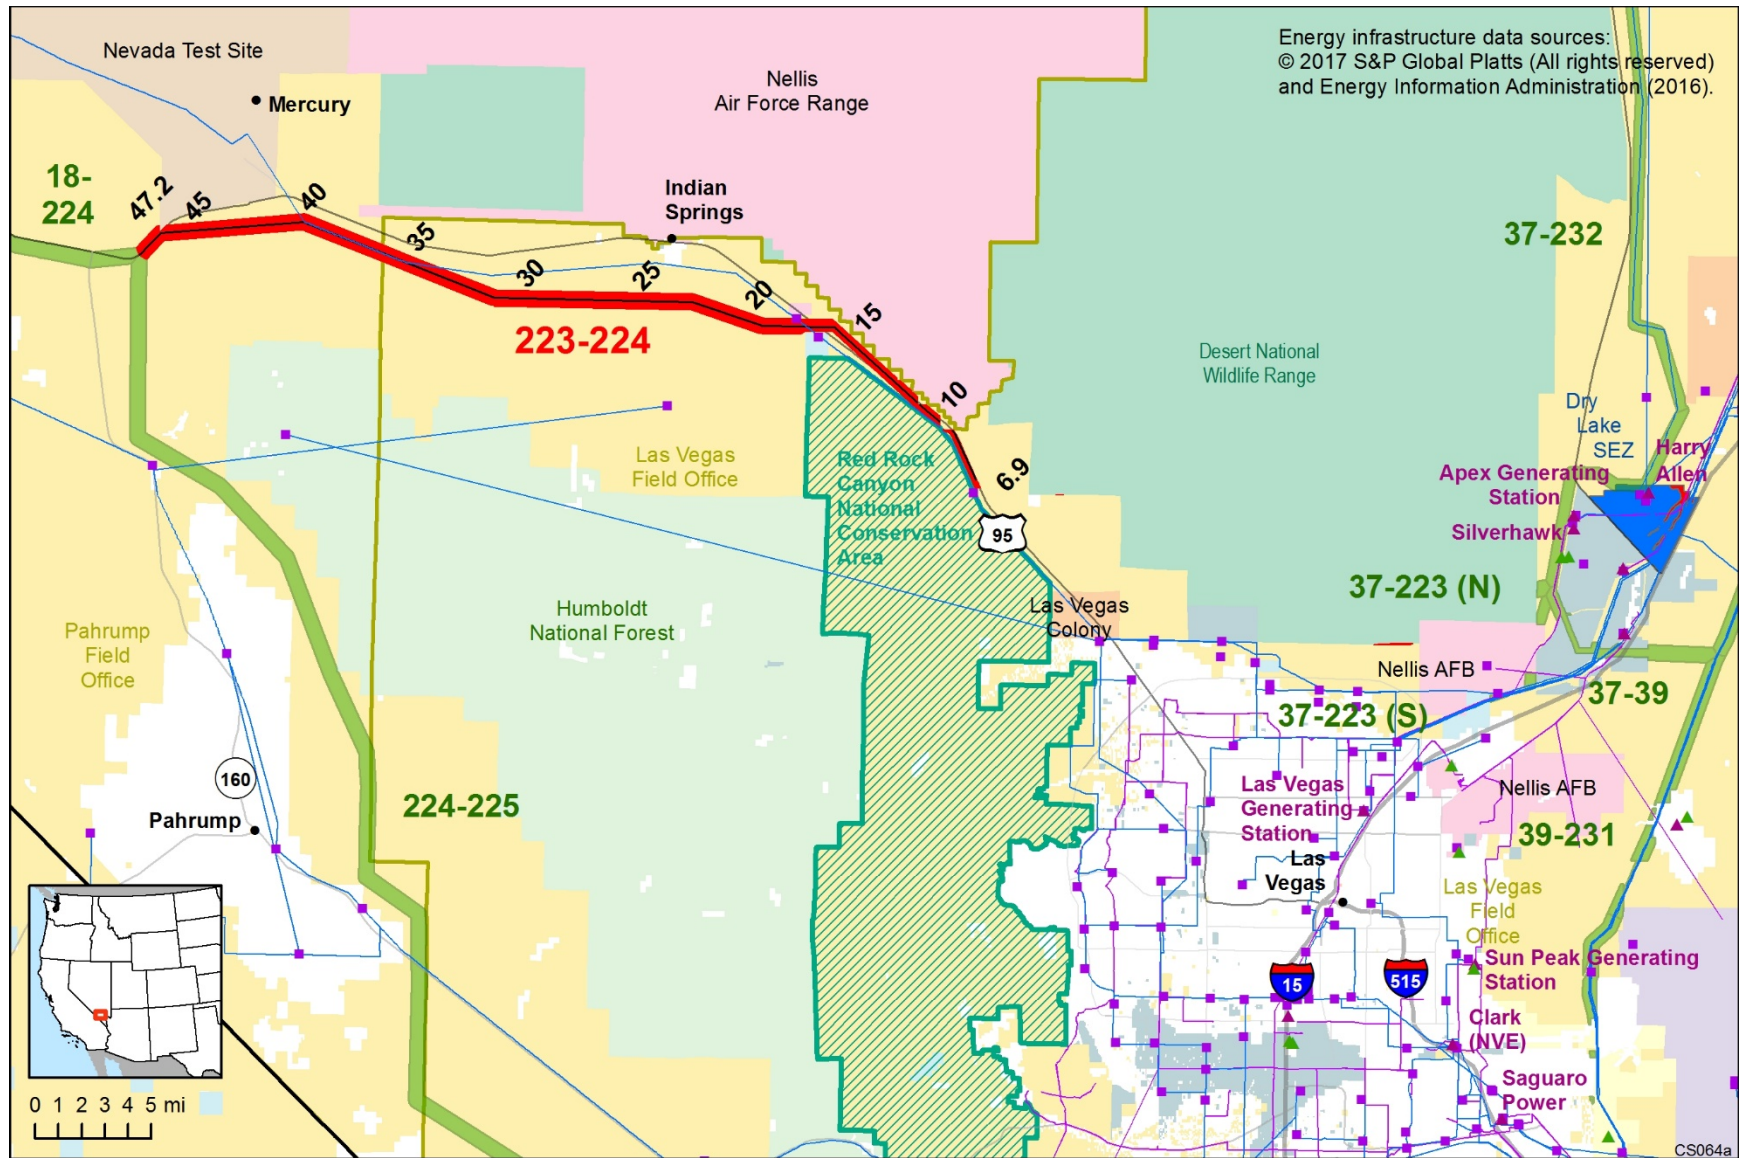 Energy infrastructure data sources:
© 2017 S&P Global Platts (All rights reserved)
and Energy Information Administration (2016).
Nevada Test Site
Mercury
Nellis
Air Force Range
18-
224
47.2
45
40
35
30
25
20
15
10
6.9
Indian
Springs
223-224
37-232
Desert National
Wildlife Range
Dry
Lake
SEZ
Harry
Allen
Apex Generating
Station
Silverhawk
Las Vegas
Field Office
Red Rock
Canyon
National
Conservation
Area
95
37-223 (N)
Las Vegas
Colony
Humboldt
National Forest
Pahrump
Field
Office
Nellis AFB
37-39
37-223 (S)
160
Pahrump
224-225
Las Vegas
Generating
Station
Nellis AFB
39-231
Las
Vegas
Las Vegas
Field
Office
Sun Peak Generating
Station
15
515
Clark
(NVE)
Saguaro
Power
0 1 2 3 4 5 mi
CS064a